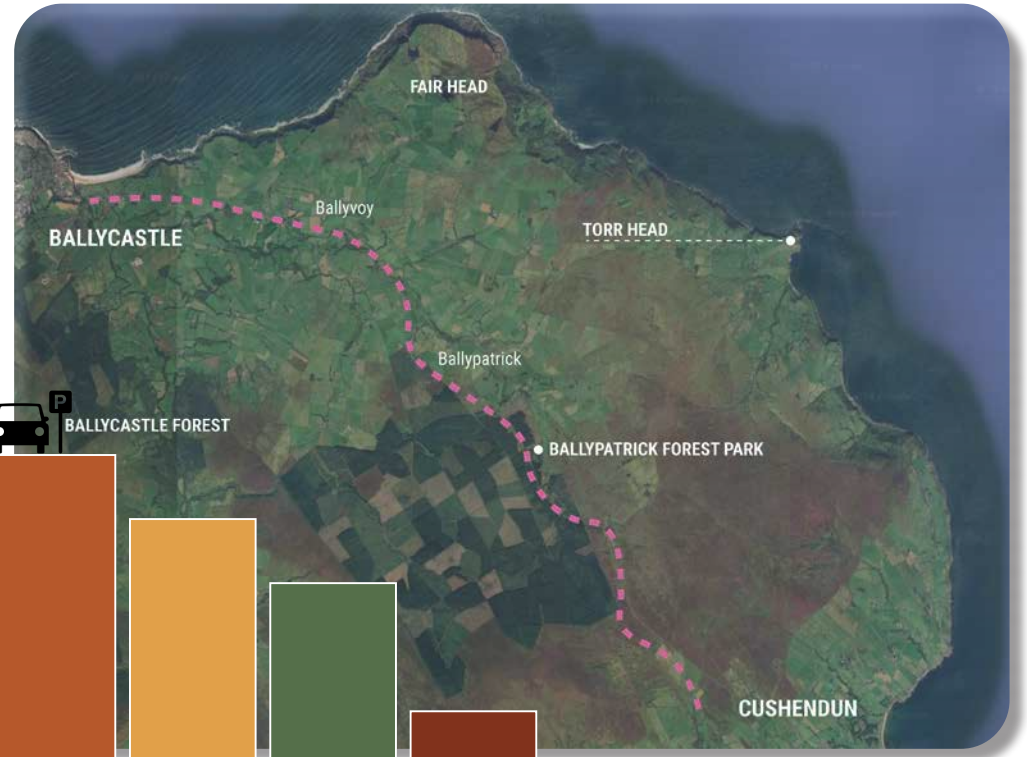 FAIR HEAD
Ballyvoy
TORR HEAD
BALLYCASTLE
Ballypatrick
P
BALLYCASTLE FOREST
BALLYPATRICK FOREST PARK
CUSHENDUN